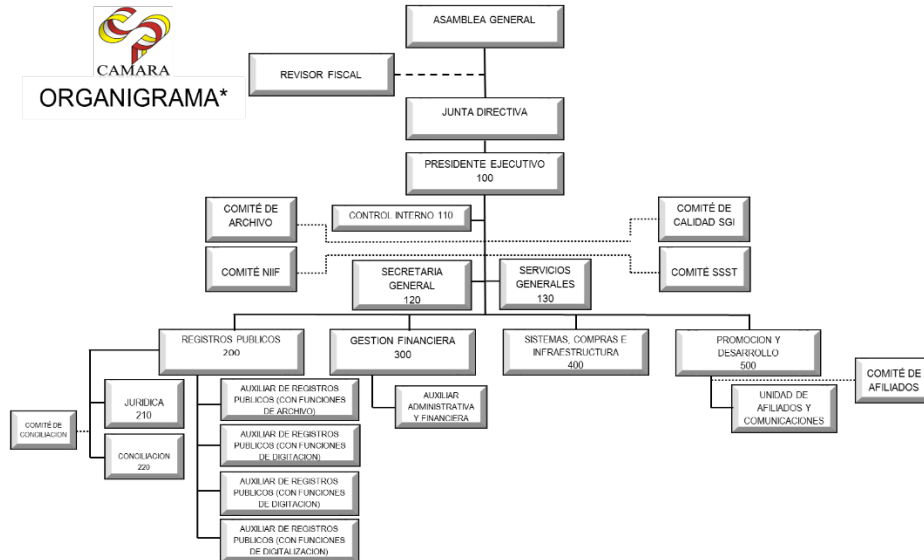 CAMARA
ORGANIGRAMA*
ASAMBLEA GENERAL
REVISOR FISCAL
JUNTA DIRECTIVA
PRESIDENTE EJECUTIVO
100
COMITÉ DE
ARCHIVO
CONTROL INTERNO 110
COMITÉ DE
CALIDAD SGI
COMITÉ NIIF
SECRETARIA
GENERAL
120
SERVICIOS
GENERALES
130
COMITÉ SSST
REGISTROS PUBLICOS
200
GESTION FINANCIERA
300
SISTEMAS, COMPRAS E
INFRAESTRUCTURA
400
PROMOCION Y
DESARROLLO
500
COMITÉ DE
AFILIADOS
JURIDICA
210
AUXILIAR DE REGISTROS
PUBLICOS (CON FUNCIONES
DE ARCHIVO)
AUXILIAR
ADMINISTRATIVA
Y FINANCIERA
UNIDAD DE
AFILIADOS Y
COMUNICACIONES
COMITÉ DE
CONCILIACION
CONCILIACION
220
AUXILIAR DE REGISTROS
PUBLICOS (CON FUNCIONES
DE DIGITACION)
AUXILIAR DE REGISTROS
PUBLICOS (CON FUNCIONES
DE DIGITACION)
AUXILIAR DE REGISTROS
PUBLICOS (CON FUNCIONES
DE DIGITALIZACION)